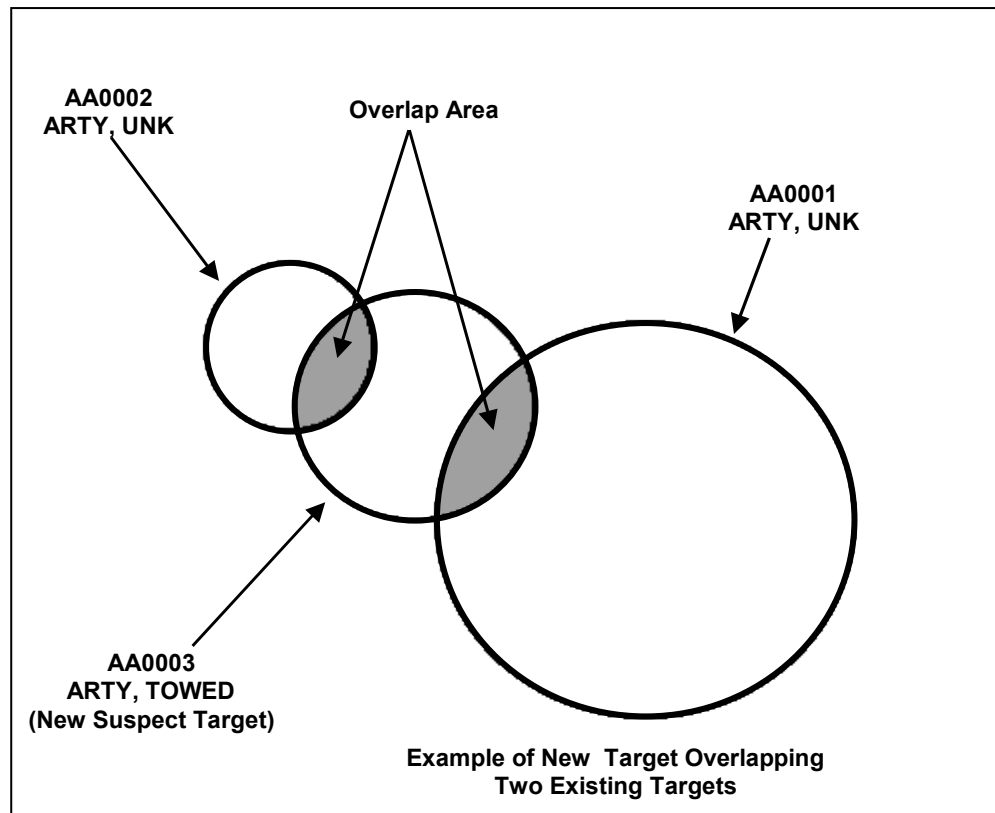 AA0002
ARTY, UNK
Overlap Area
AA0001
ARTY, UNK
AA0003
ARTY, TOWED
(New Suspect Target)
Example of New Target Overlapping
Two Existing Targets